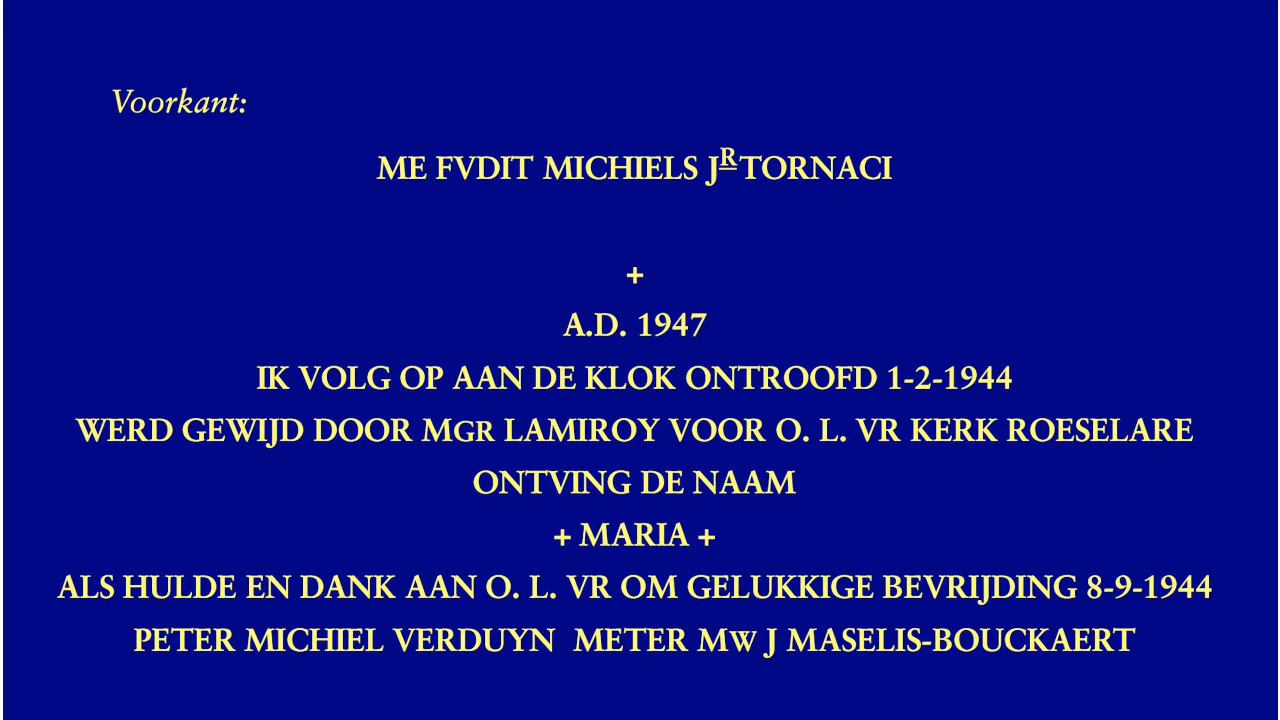 Voorkant:
ME FVDIT MICHIELS JR TORNACI
+
A.D. 1947
IK VOLG OP AAN DE KLOK ONTROOFD 1-2-1944
WERD GEWIJD DOOR MGR LAMIROY VOOR O. L. VR KERK ROESELARE
ONTVING DE NAAM
+ MARIA +
ALS HULDE EN DANK AAN O. L. VR OM GELUKKIGE BEVRIJDING 8-9-1944
PETER MICHIEL VERDUYN METER MW J MASELIS-BOUCKAERT